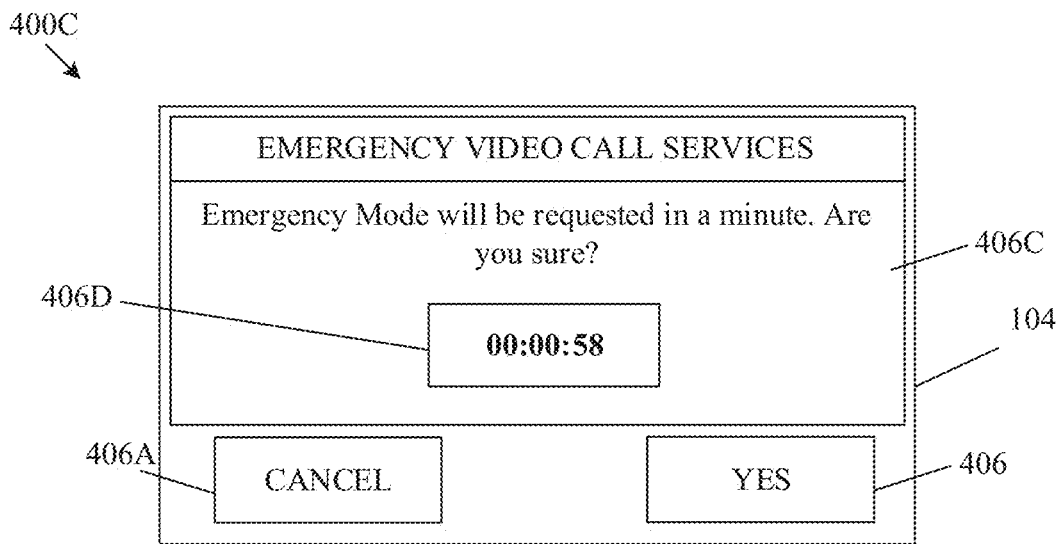 400C
EMERGENCY VIDEO CALL SERVICES
Emergency Mode will be requested in a minute. Are
you sure?
406C
406D
104
00:00:58
406A
CANCEL
YES
406